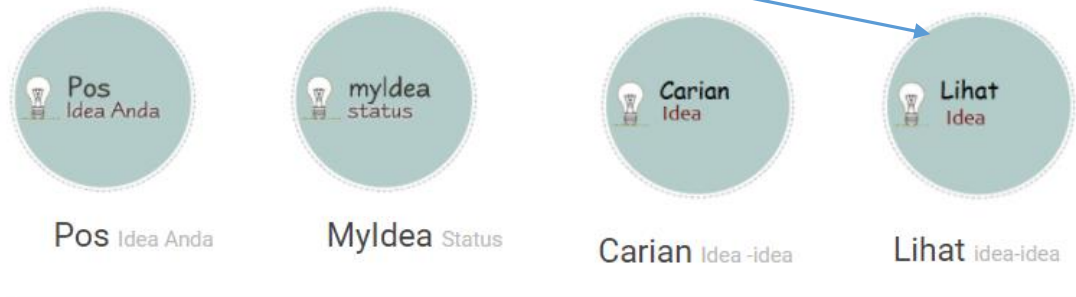 Pos
Idea Anda
myIdea
status
Carian
Idea
Lihat
Idea
Pos Idea Anda
MyIdea Status
Carian Idea -idea
Lihat idea-idea